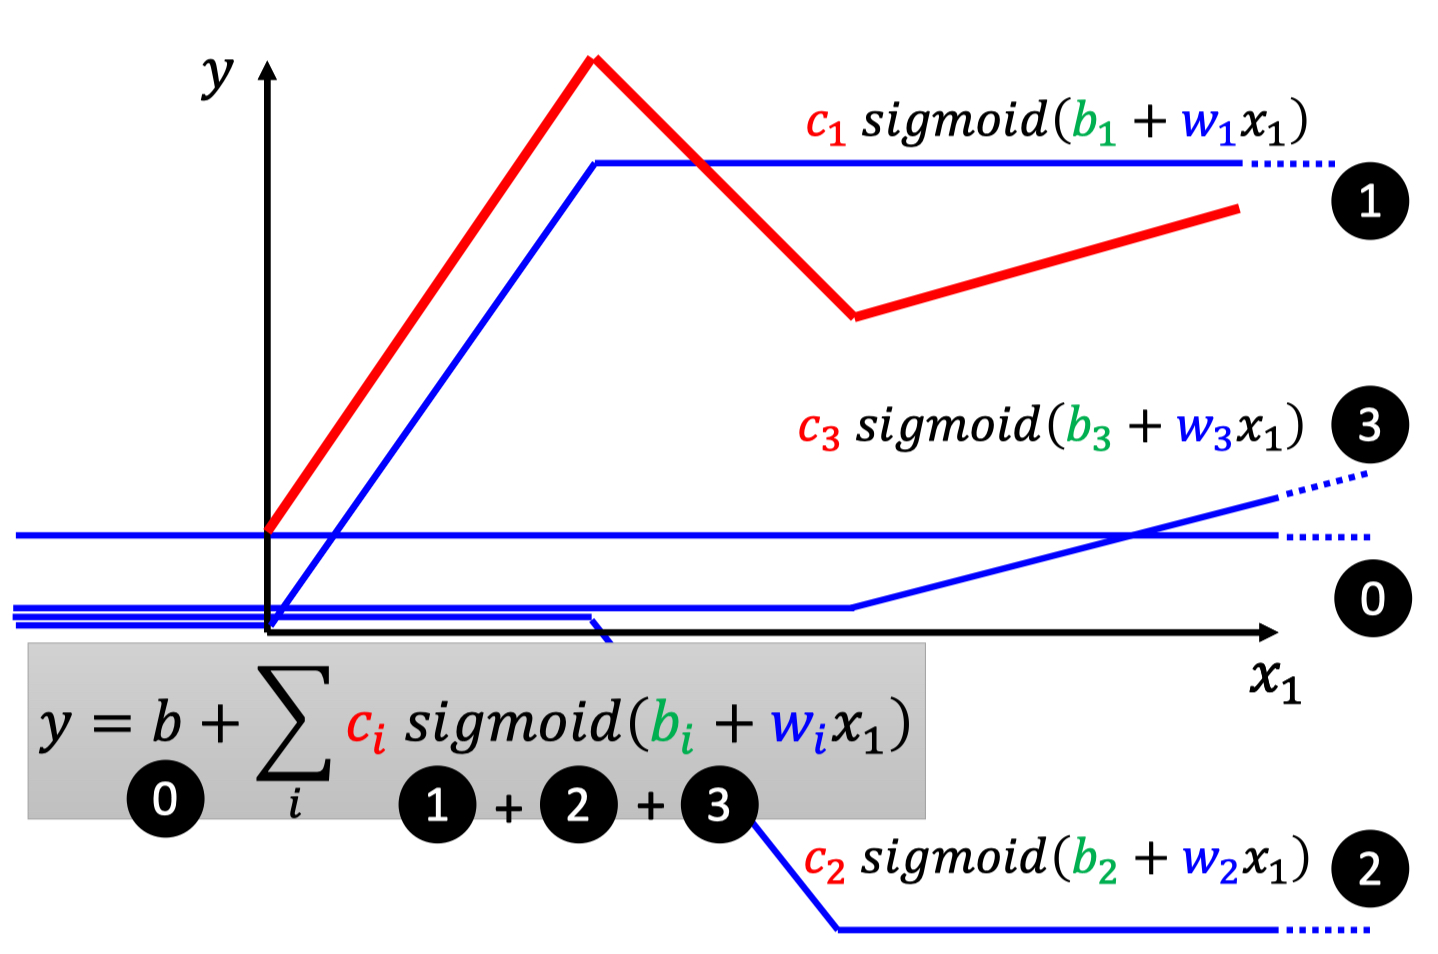 y
c₁ sigmoid(b₁ + w₁x₁)
1
c₃ sigmoid(b₃ + w₃x₁)
3
0
x₁
y = b + ∑ cᵢ sigmoid(bᵢ + wᵢx₁)
i
0 1 + 2 + 3
c₂ sigmoid(b₂ + w₂x₁)
2